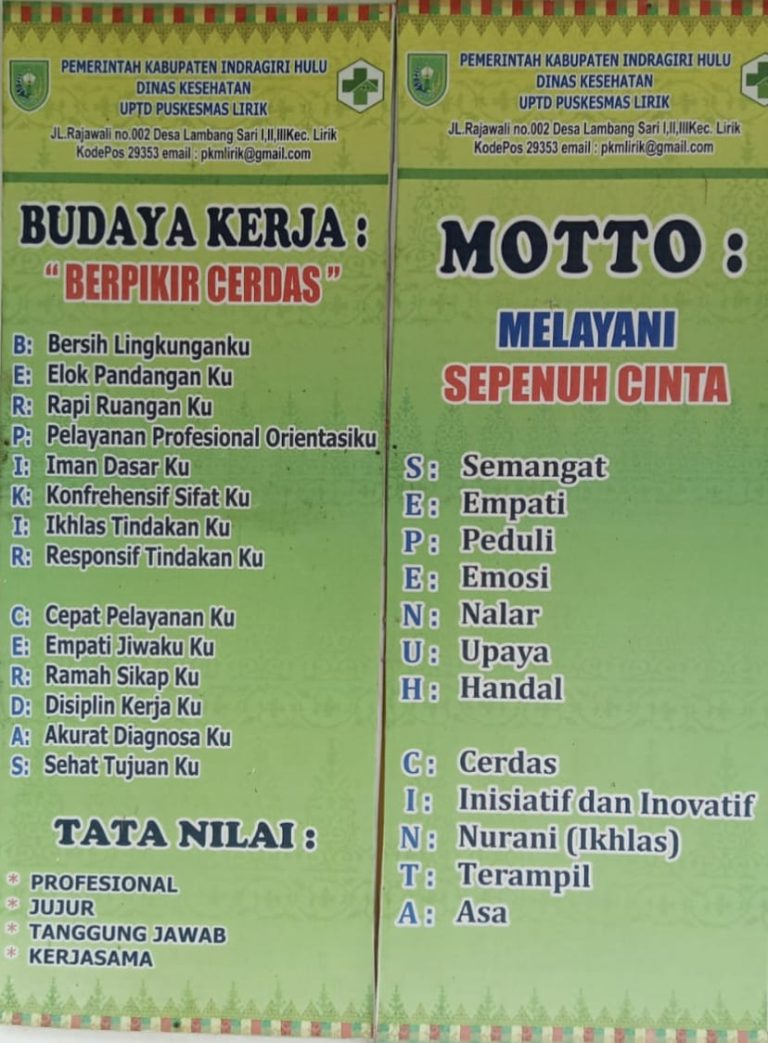 PEMERINTAH KABUPATEN INDRAGIRI HULU
DINAS KESEHATAN
UPTD PUSKESMAS LIRIK
JL.Rajawali no.002 Desa Lambang Sari I,II,IIIKec. Lirik
KodePos 29353 email : pkmlirik@gmail.com
BUDAYA KERJA :
“ BERPIKIR CERDAS ”
B: Bersih Lingkunganku
E: Elok Pandangan Ku
R: Rapi Ruangan Ku
P: Pelayanan Profesional Orientasiku
I: Iman Dasar Ku
K: Konfrehensif Sifat Ku
I: Ikhlas Tindakan Ku
R: Responsif Tindakan Ku
C: Cepat Pelayanan Ku
E: Empati Jiwaku Ku
R: Ramah Sikap Ku
D: Disiplin Kerja Ku
A: Akurat Diagnosa Ku
S: Sehat Tujuan Ku
TATA NILAI :
* PROFESIONAL
* JUJUR
* TANGGUNG JAWAB
* KERJASAMA
PEMERINTAH KABUPATEN INDRAGIRI HULU
DINAS KESEHATAN
UPTD PUSKESMAS LIRIK
JL.Rajawali no.002 Desa Lambang Sari I,II,IIIKec. Lirik
KodePos 29353 email : pkmlirik@gmail.com
MOTTO :
MELAYANI
SEPENUH CINTA
S : Semangat
E : Empati
P : Peduli
E : Emosi
N : Nalar
U : Upaya
H : Handal
C : Cerdas
I : Inisiatif dan Inovatif
N : Nurani (Ikhlas)
T : Terampil
A : Asa